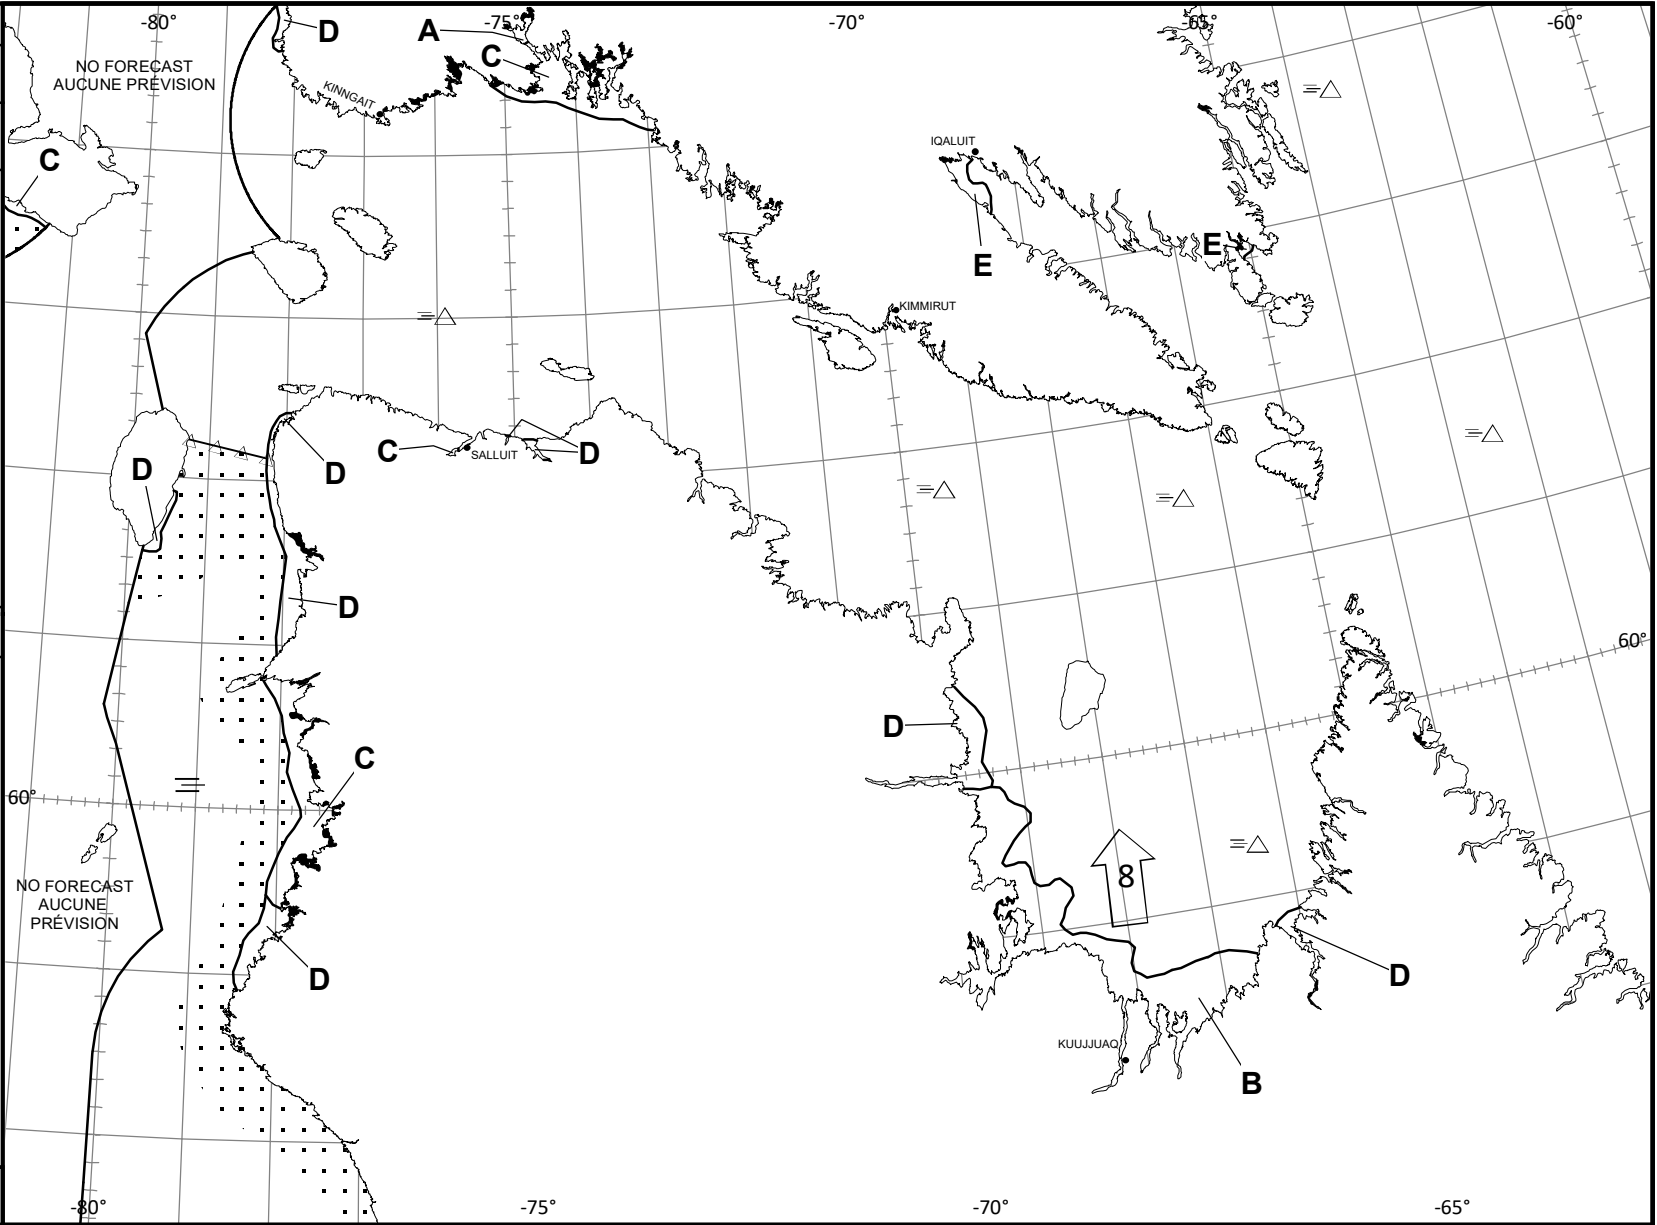 -80°
-75°
-70°
-65°
-60°
D
A
C
NO FORECAST
AUCUNE PRÉVISION
KINNGAIT
C
IQALUIT
E
E
KIMMIRUT
C
SALLUIT
D
D
D
D
60°
D
C
60°
8
NO FORECAST
AUCUNE
PRÉVISION
D
D
KUUJJUAQ
B
-80°
-75°
-70°
-65°